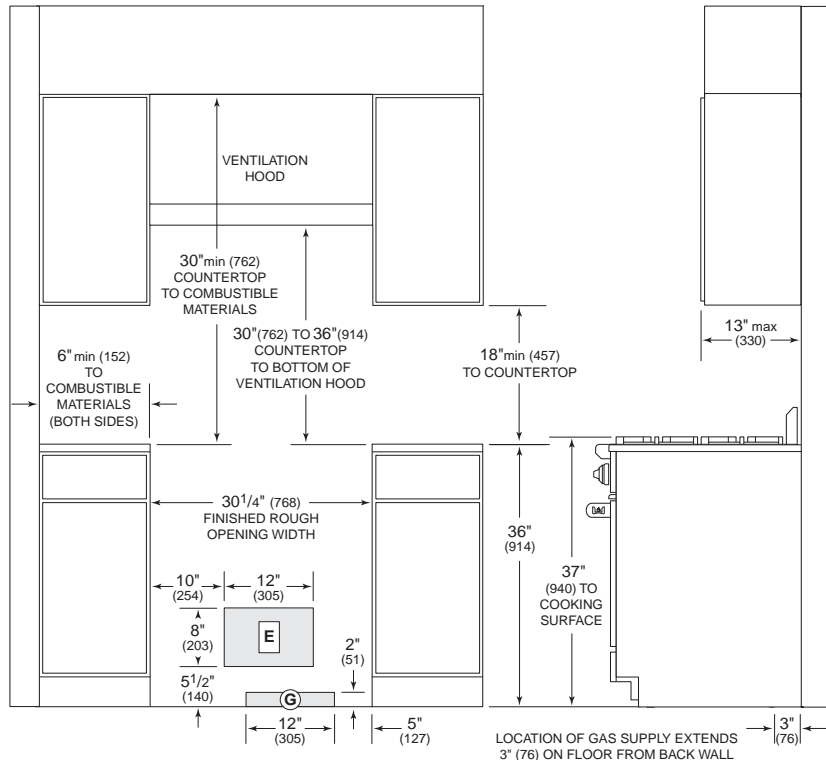 VENTILATION
HOOD
30"min (762)
COUNTERTOP
TO COMBUSTIBLE
MATERIALS
30"(762) TO 36"(914)
COUNTERTOP
TO BOTTOM OF
VENTILATION HOOD
6" min (152)
TO
COMBUSTIBLE
MATERIALS
(BOTH SIDES)
18"min (457)
TO COUNTERTOP
13" max
(330)
30 1/4" (768)
FINISHED ROUGH
OPENING WIDTH
36"
(914)
37"
(940) TO
COOKING
SURFACE
10"
(254)
12"
(305)
8"
(203)
E
5 1/2"
(140)
2"
(51)
G
12"
(305)
5"
(127)
LOCATION OF GAS SUPPLY EXTENDS
3" (76) ON FLOOR FROM BACK WALL
3"
(76)